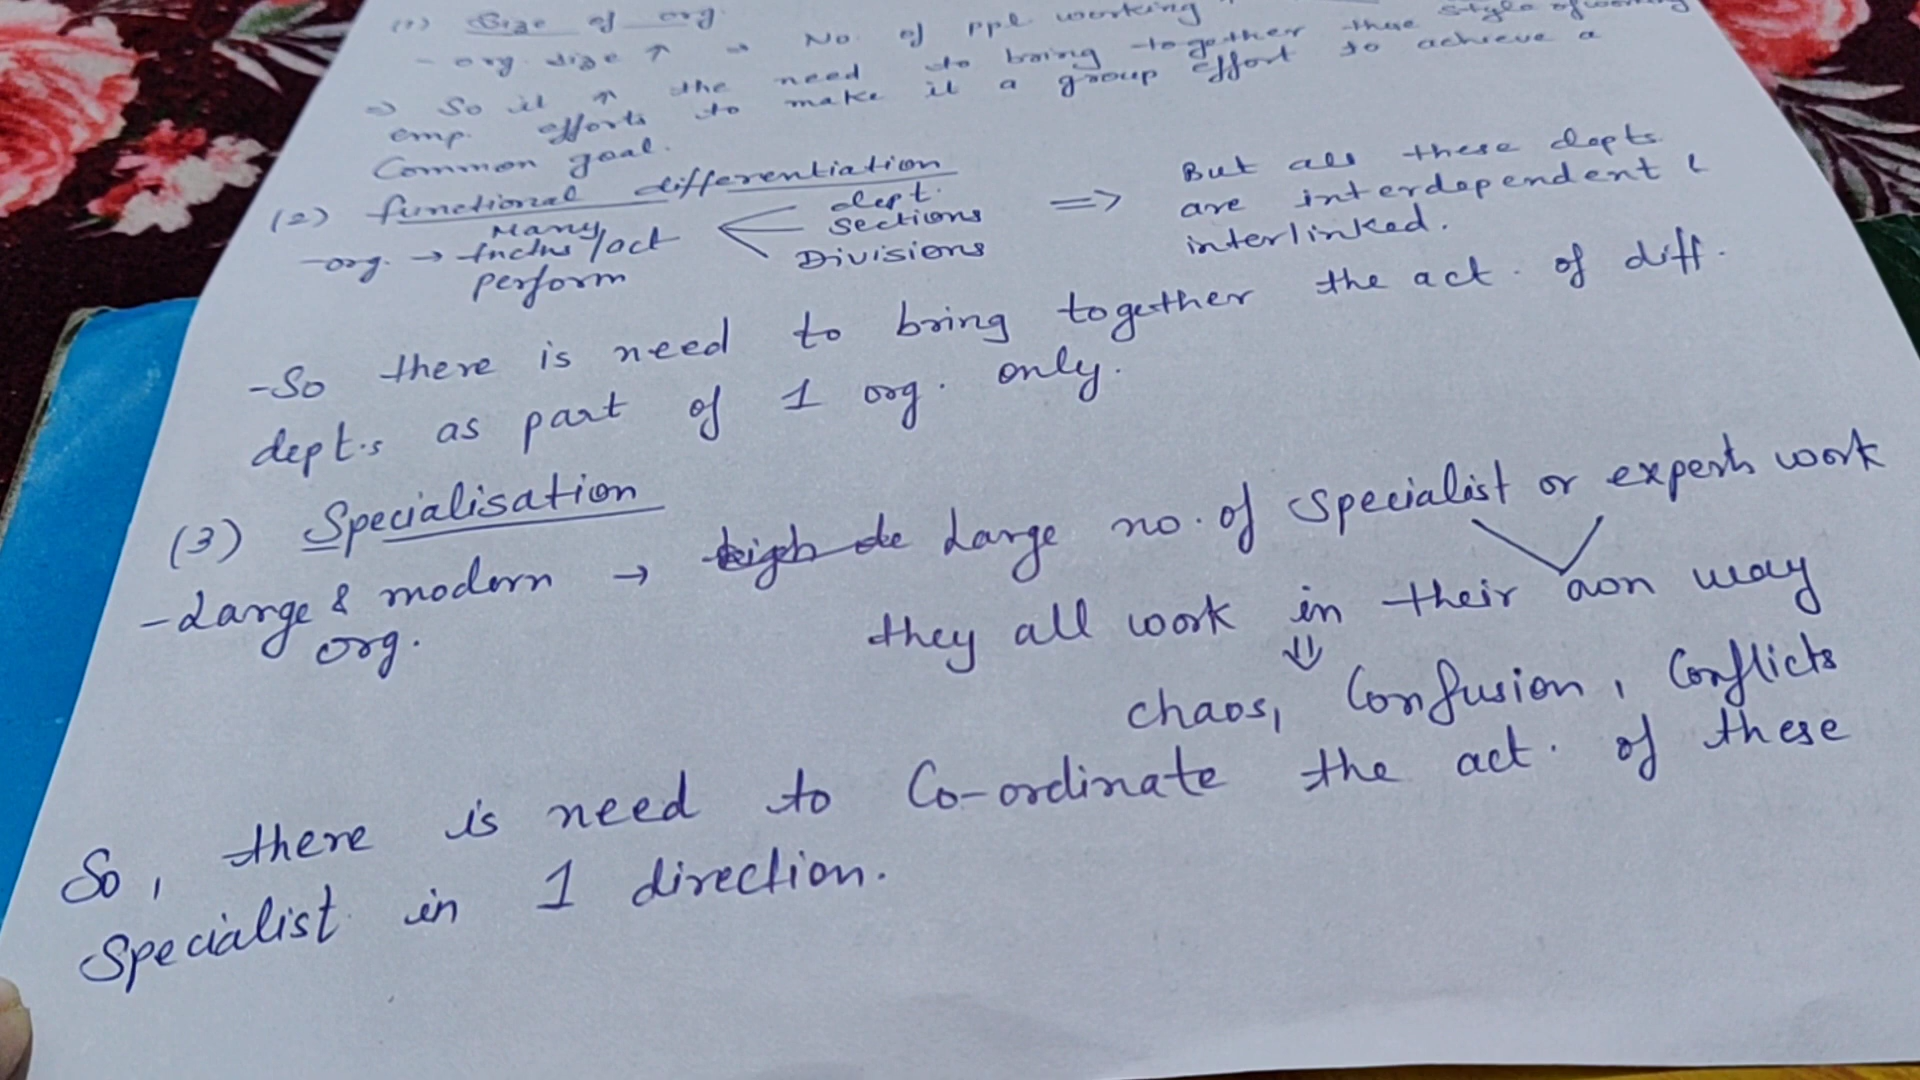 (1) Size of org.
- org. size ↑ → No. of ppl working
⇒ So it ↑ the need to bring together
emp. efforts to make it a group effort to achieve a
Common goal.
(2) functional differentiation
-org. → Many functns/act perform
dept.
Sections
Divisions
⇒ But all these depts
are interdependent &
interlinked.
-So there is need to bring together the act. of diff.
dept.s as part of 1 org. only.
(3) Specialisation
-Large & modern org. → Large no. of Specialist or experts work
they all work in their aon way
⇓
chaos, Confusion, Conflicts
So, there is need to Co-ordinate the act. of these
Specialist in 1 direction.